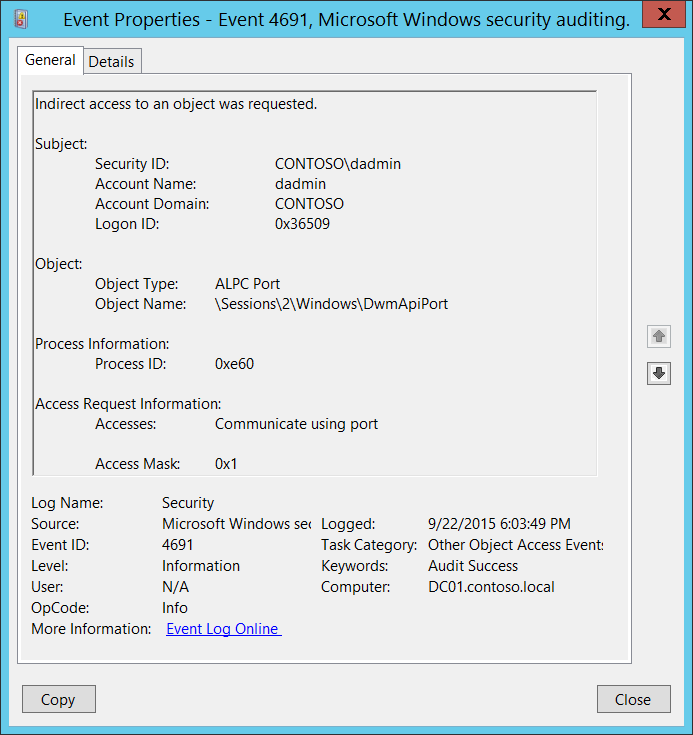 Event Properties - Event 4691, Microsoft Windows security auditing.
X
General Details
Indirect access to an object was requested.
Subject:
Security ID: CONTOSO\dadmin
Account Name: dadmin
Account Domain: CONTOSO
Logon ID: 0x36509
Object:
Object Type: ALPC Port
Object Name: \Sessions\2\Windows\DwmApiPort
Process Information:
Process ID: 0xe60
Access Request Information:
Accesses: Communicate using port
Access Mask: 0x1
Log Name: Security
Source: Microsoft Windows sec Logged: 9/22/2015 6:03:49 PM
Event ID: 4691 Task Category: Other Object Access Events
Level: Information Keywords: Audit Success
User: N/A Computer: DC01.contoso.local
OpCode: Info
More Information: Event Log Online
Copy Close